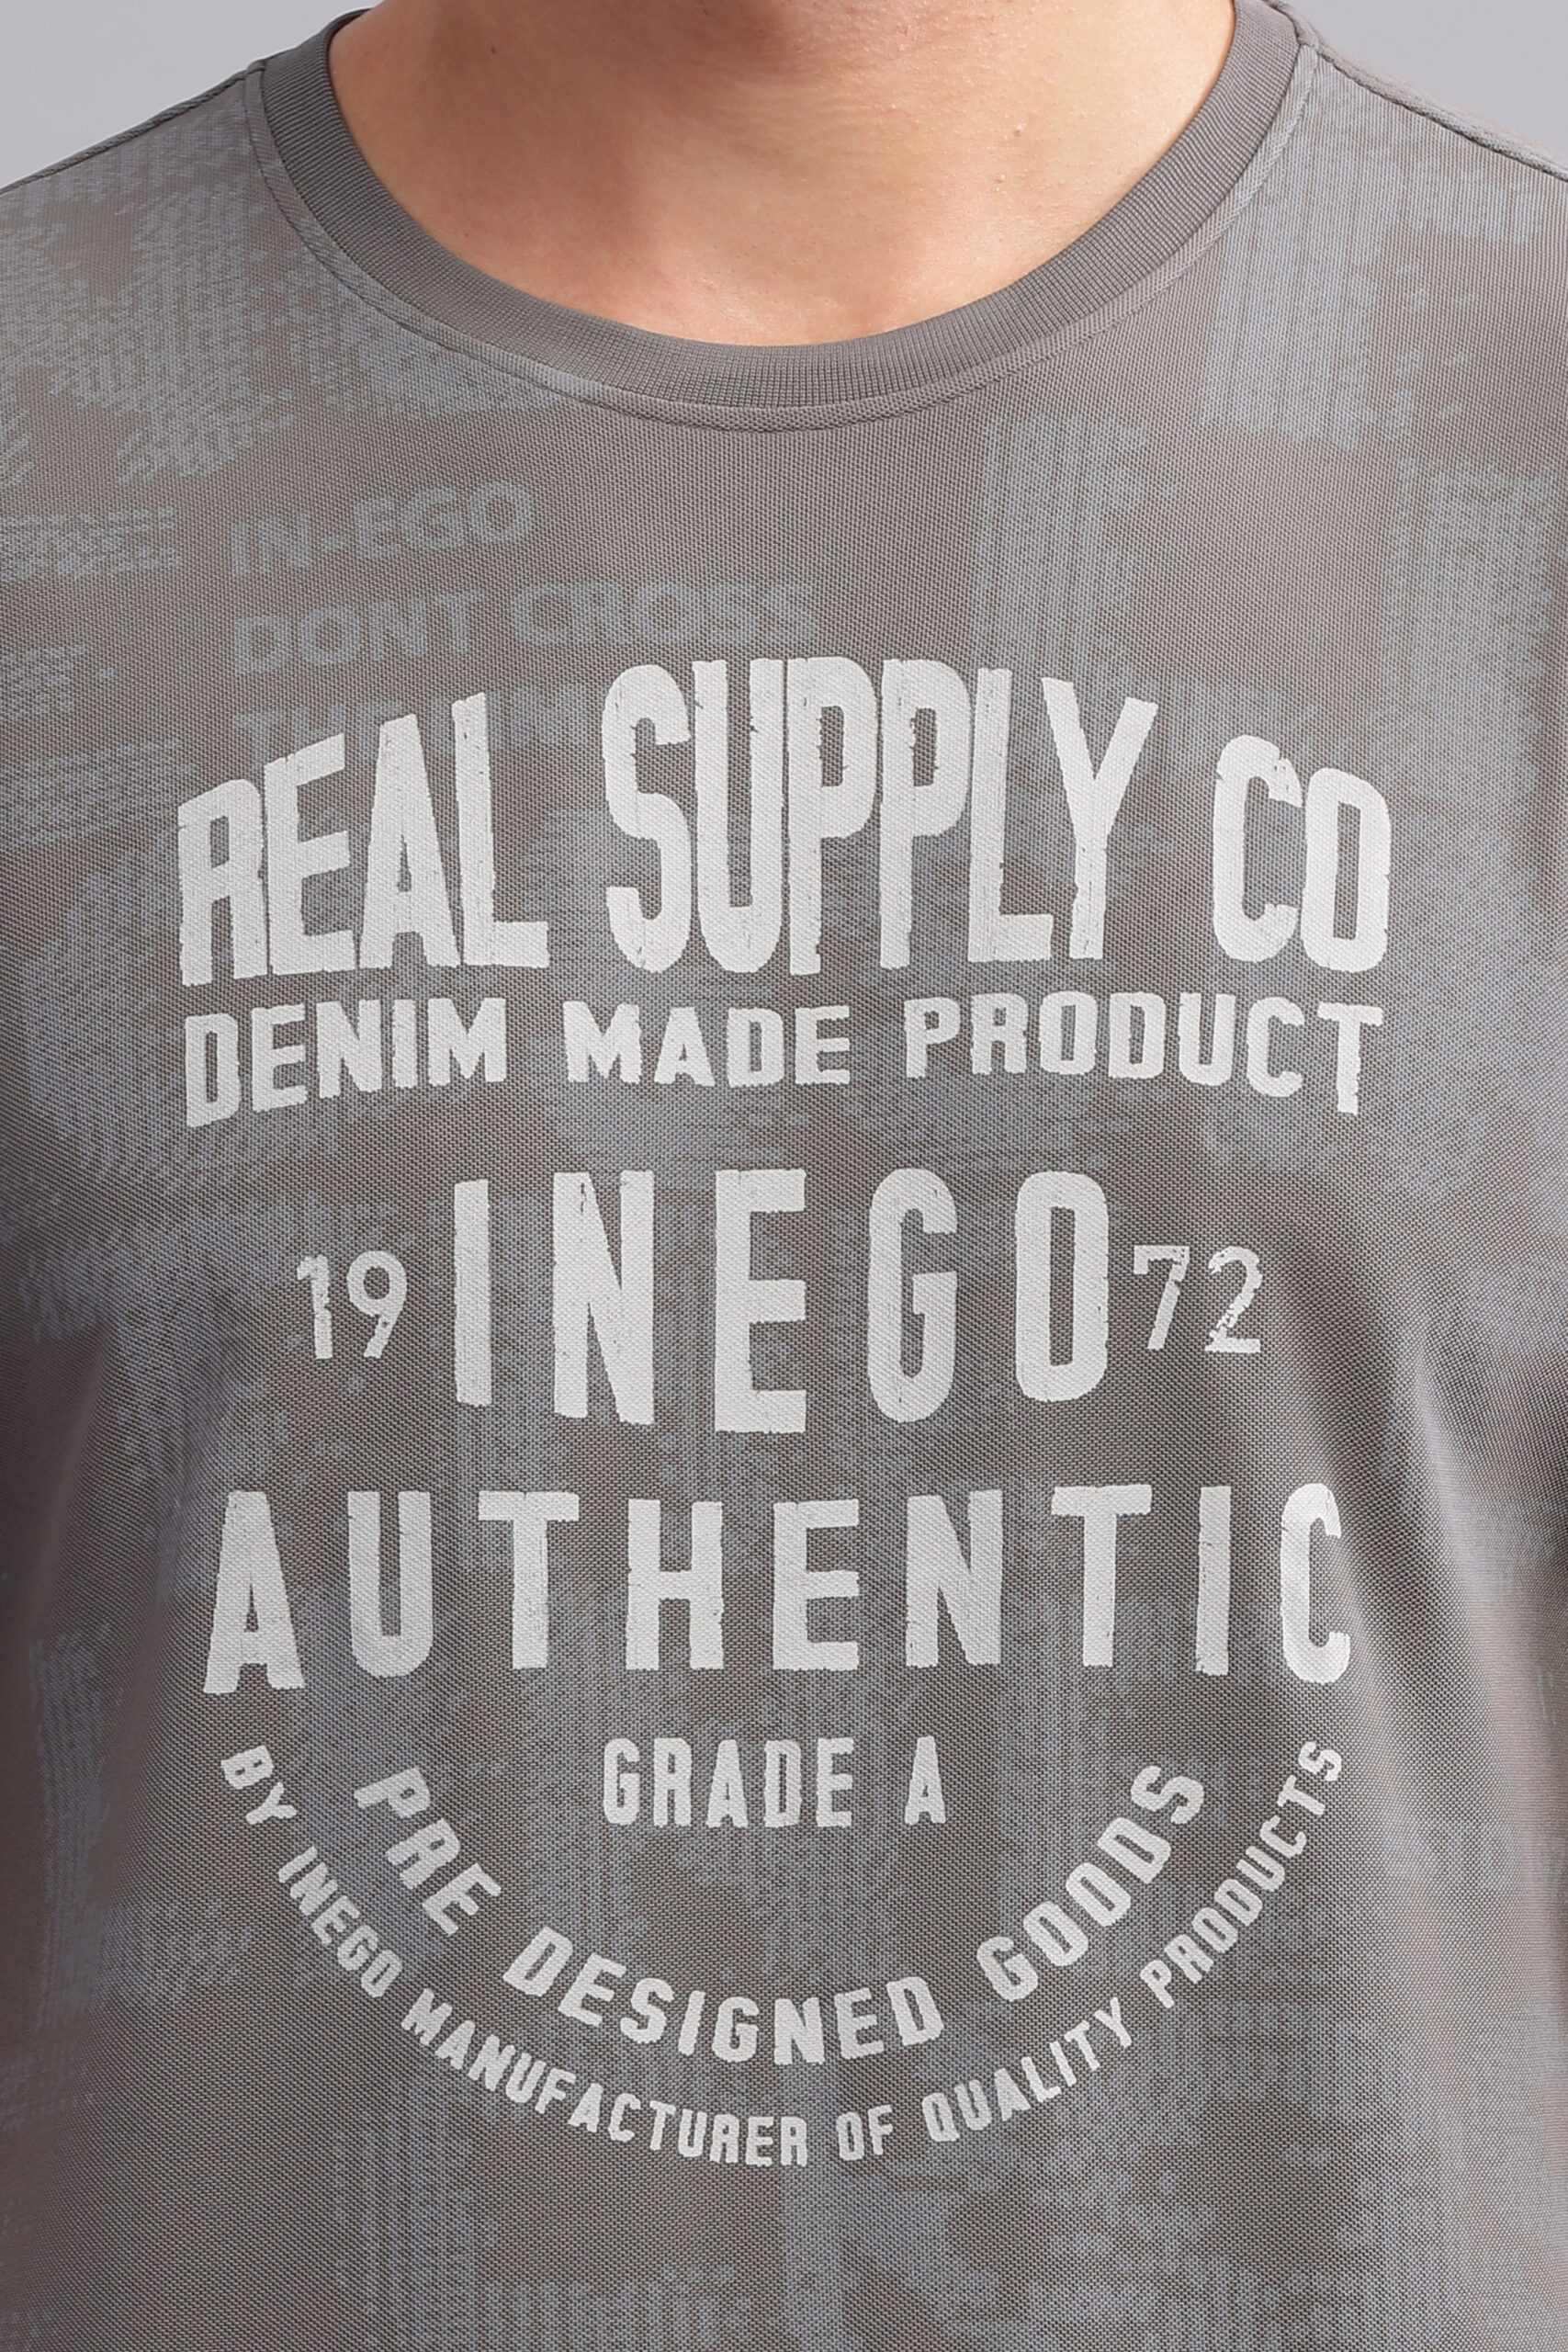 IN-EGO
DONT CROSS
REAL SUPPLY CO
DENIM MADE PRODUCT
19 INEGO 72
AUTHENTIC
GRADE A
PRE DESIGNED GOODS
BY INEGO MANUFACTURER OF QUALITY PRODUCTS